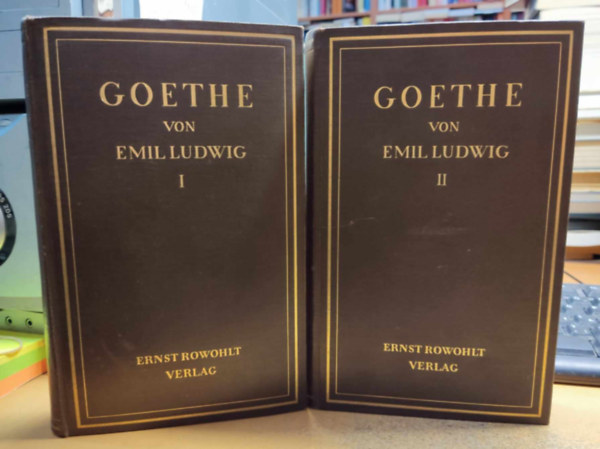 GOETHE
VON
EMIL LUDWIG
I
ERNST ROWOHLT
VERLAG
GOETHE
VON
EMIL LUDWIG
II
ERNST ROWOHLT
VERLAG